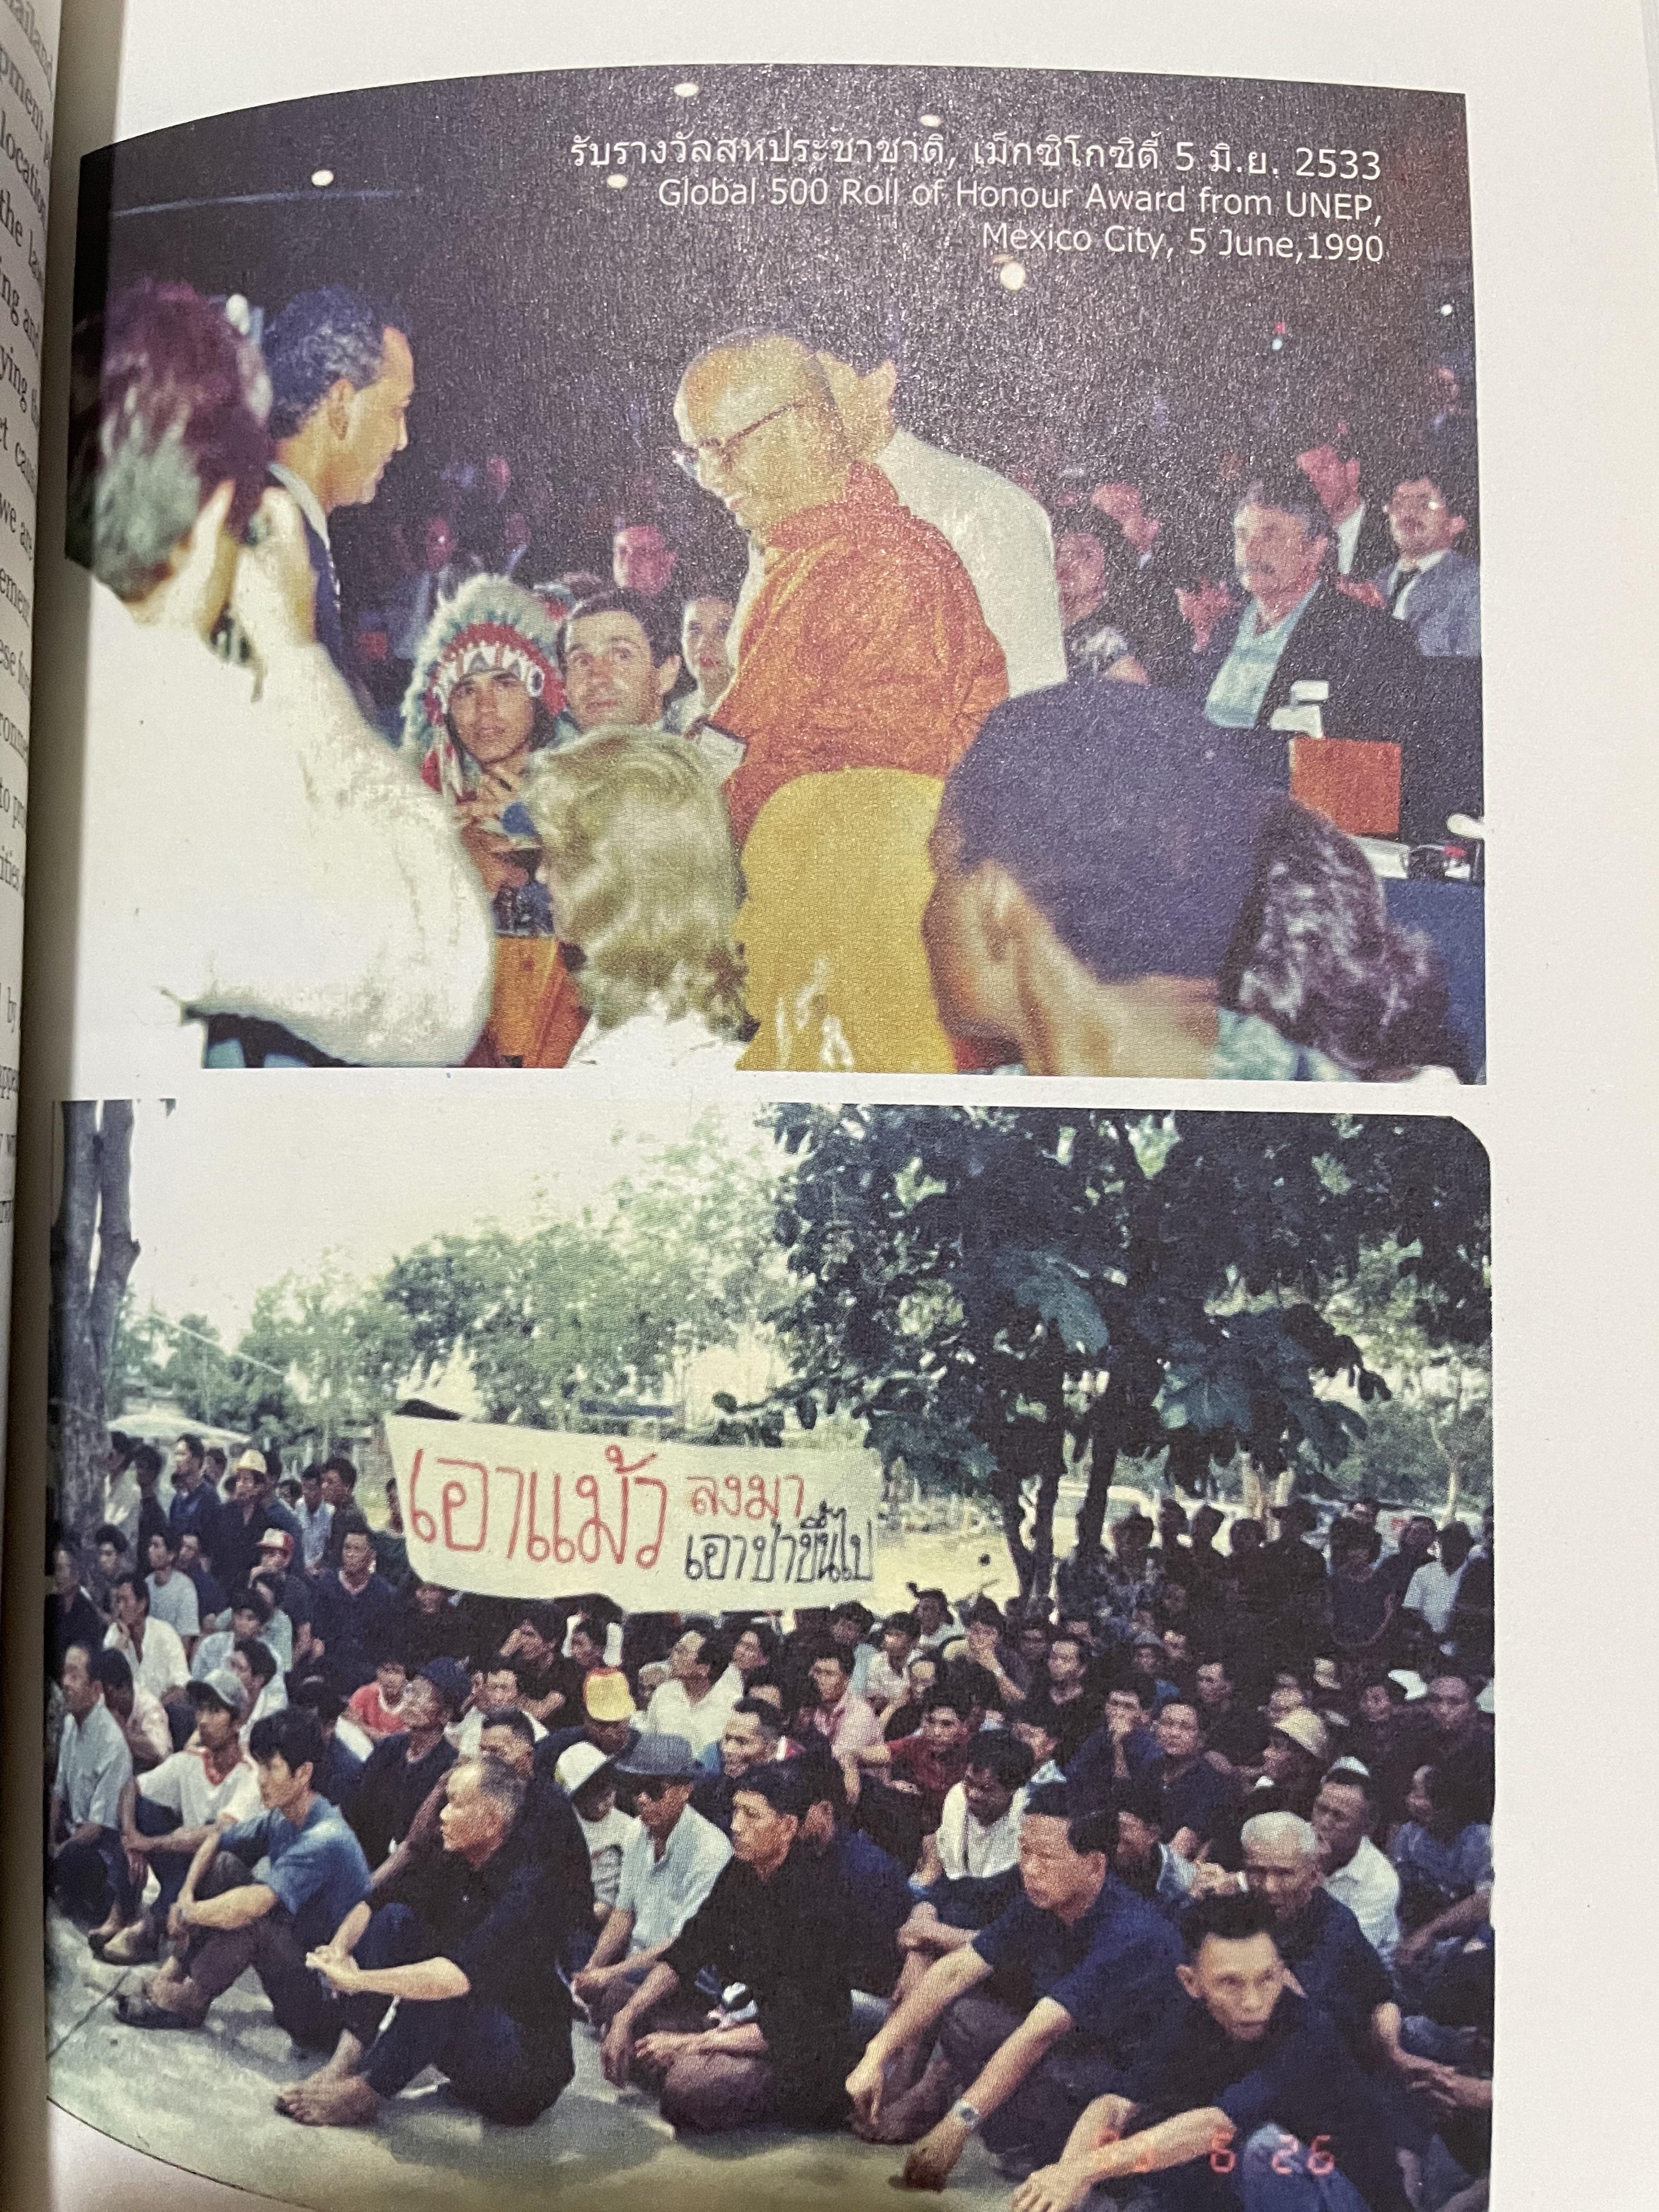 รับรางวัลสหประชาชาติ, เม็กซิโกซิตี้ 5 มิ.ย. 2533
Global 500 Roll of Honour Award from UNEP,
Mexico City, 5 June,1990
เอาแม้ว ลงมา
เอาป่าขึ้นไป
6 26